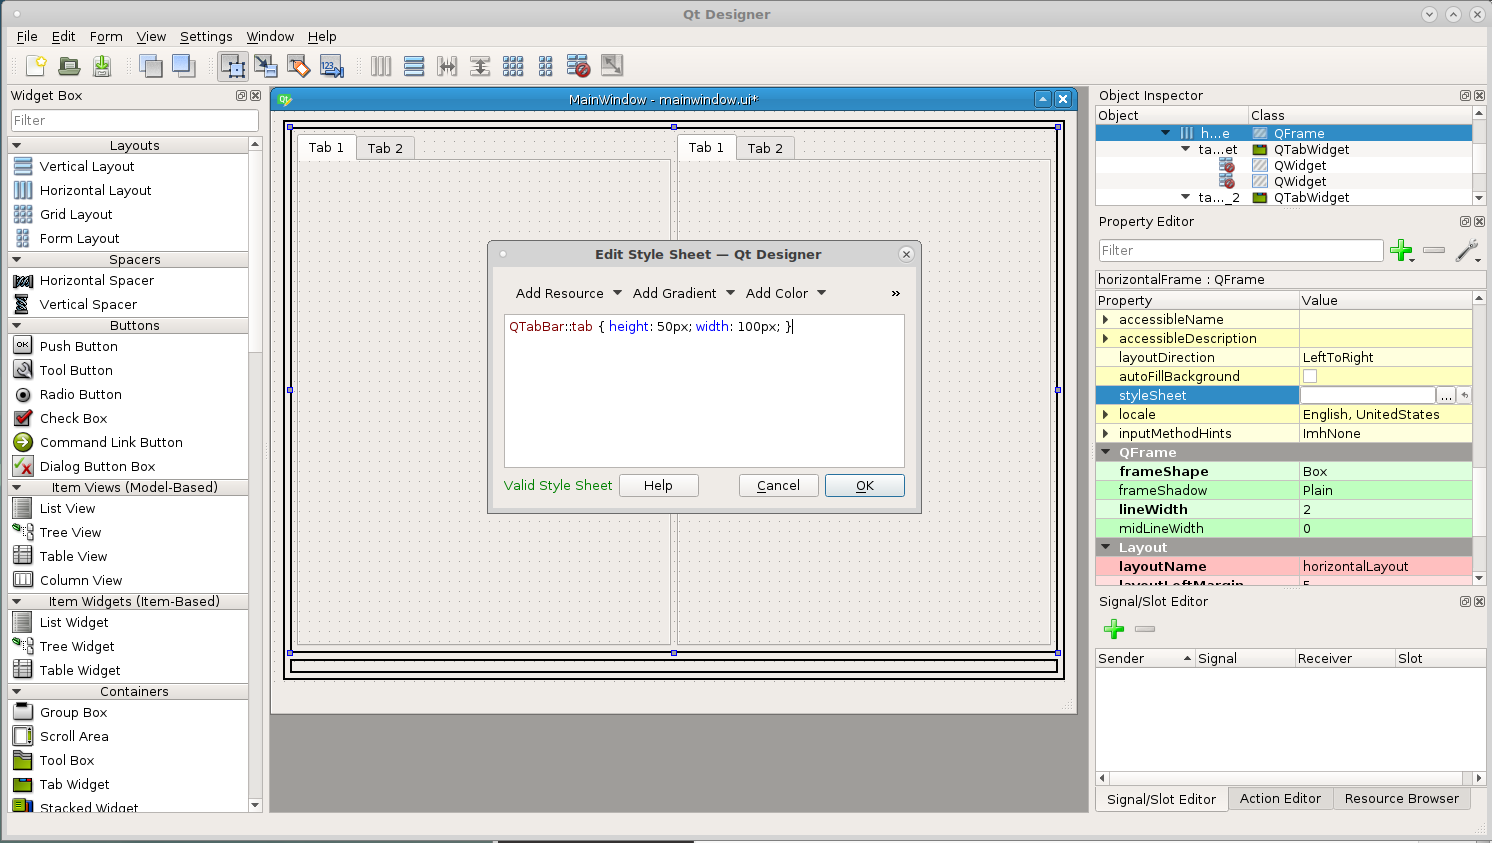 Qt Designer
File Edit Form View Settings Window Help
Widget Box
Filter
Layouts
Vertical Layout
Horizontal Layout
Grid Layout
Form Layout
Spacers
Horizontal Spacer
Vertical Spacer
Buttons
OK Push Button
Tool Button
Radio Button
Check Box
Command Link Button
Dialog Button Box
Item Views (Model-Based)
List View
Tree View
Table View
Column View
Item Widgets (Item-Based)
List Widget
Tree Widget
Table Widget
Containers
Group Box
Scroll Area
Tool Box
Tab Widget
Stacked Widget
MainWindow - mainwindow.ui*
Tab 1 Tab 2
Tab 1 Tab 2
Edit Style Sheet — Qt Designer
Add Resource Add Gradient Add Color »
QTabBar::tab { height: 50px; width: 100px; }
Valid Style Sheet Help Cancel OK
Object Inspector
Object Class
h...e QFrame
ta...et QTabWidget
QWidget
QWidget
ta..._2 QTabWidget
Property Editor
Filter
horizontalFrame : QFrame
Property Value
accessibleName
accessibleDescription
layoutDirection LeftToRight
autoFillBackground
styleSheet ...
locale English, UnitedStates
inputMethodHints ImhNone
QFrame
frameShape Box
frameShadow Plain
lineWidth 2
midLineWidth 0
Layout
layoutName horizontalLayout
layoutLeftMargin 5
Signal/Slot Editor
Sender Signal Receiver Slot
Signal/Slot Editor Action Editor Resource Browser